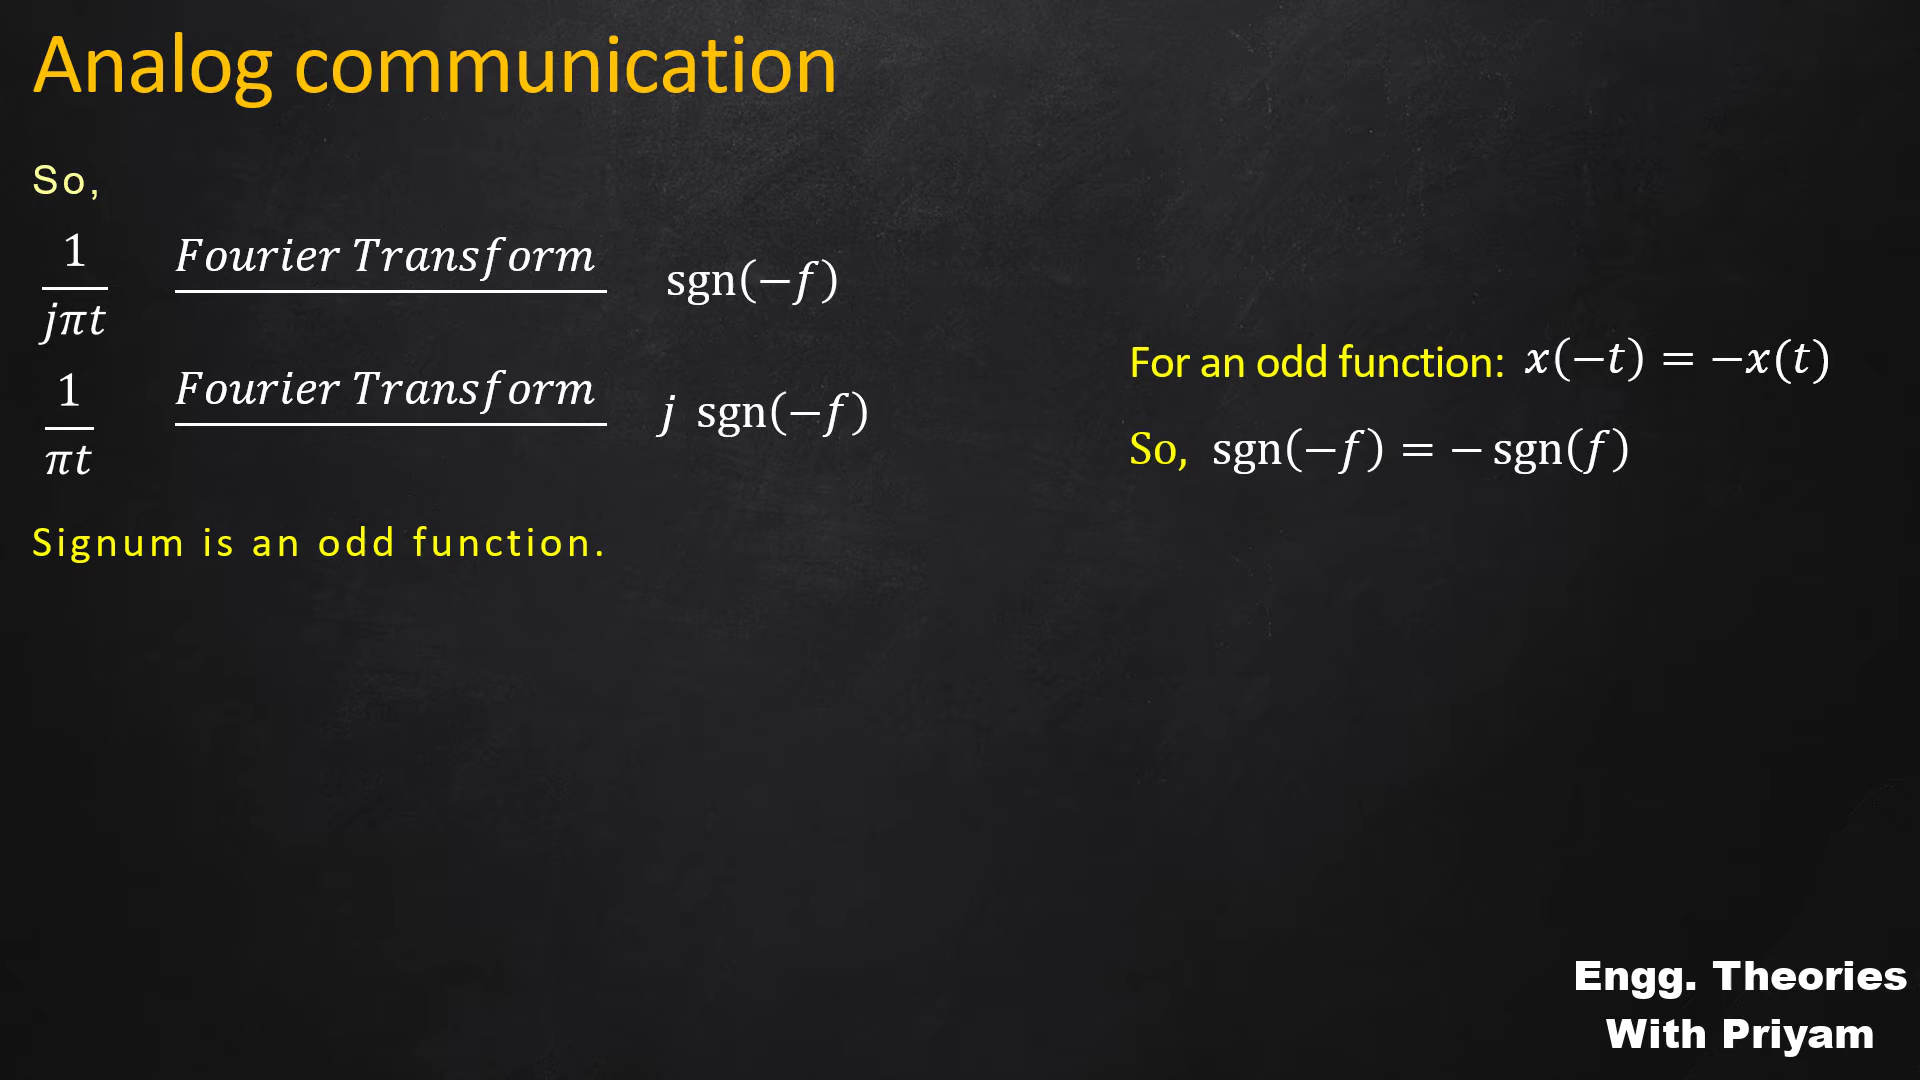 Analog communication
So,
1/(jπt) Fourier Transform sgn(−f)
1/(πt) Fourier Transform j sgn(−f)
Signum is an odd function.
For an odd function: x(−t) = −x(t)
So, sgn(−f) = − sgn(f)
Engg. Theories
With Priyam